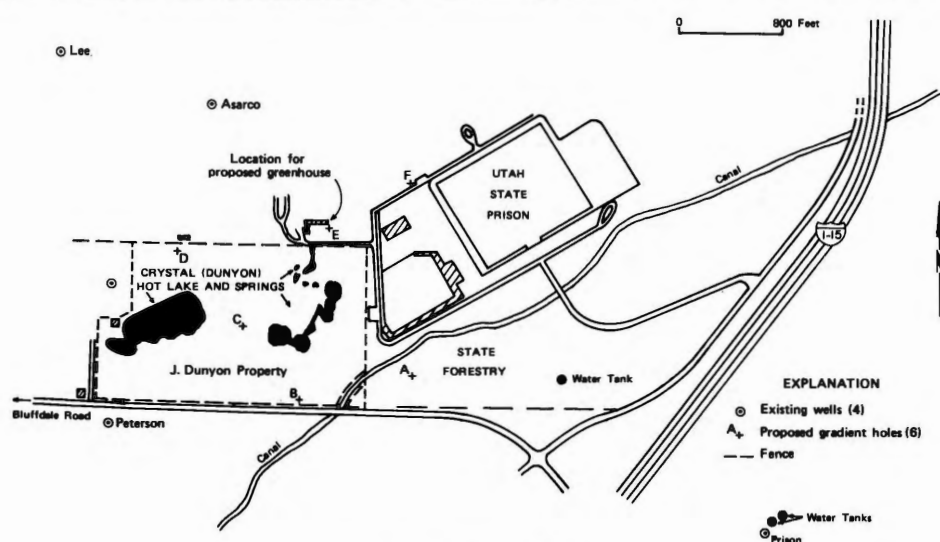 0 800 Feet
Lee
Asarco
Location for
proposed greenhouse
F
UTAH
STATE
PRISON
Canal
E
I-15
D
CRYSTAL (DUNYON)
HOT LAKE AND SPRINGS
C
STATE
FORESTRY
J. Dunyon Property
A
Water Tank
B
EXPLANATION
Existing wells (4)
A Proposed gradient holes (6)
Fence
Bluffdale Road
Peterson
Canal
Water Tanks
Prison